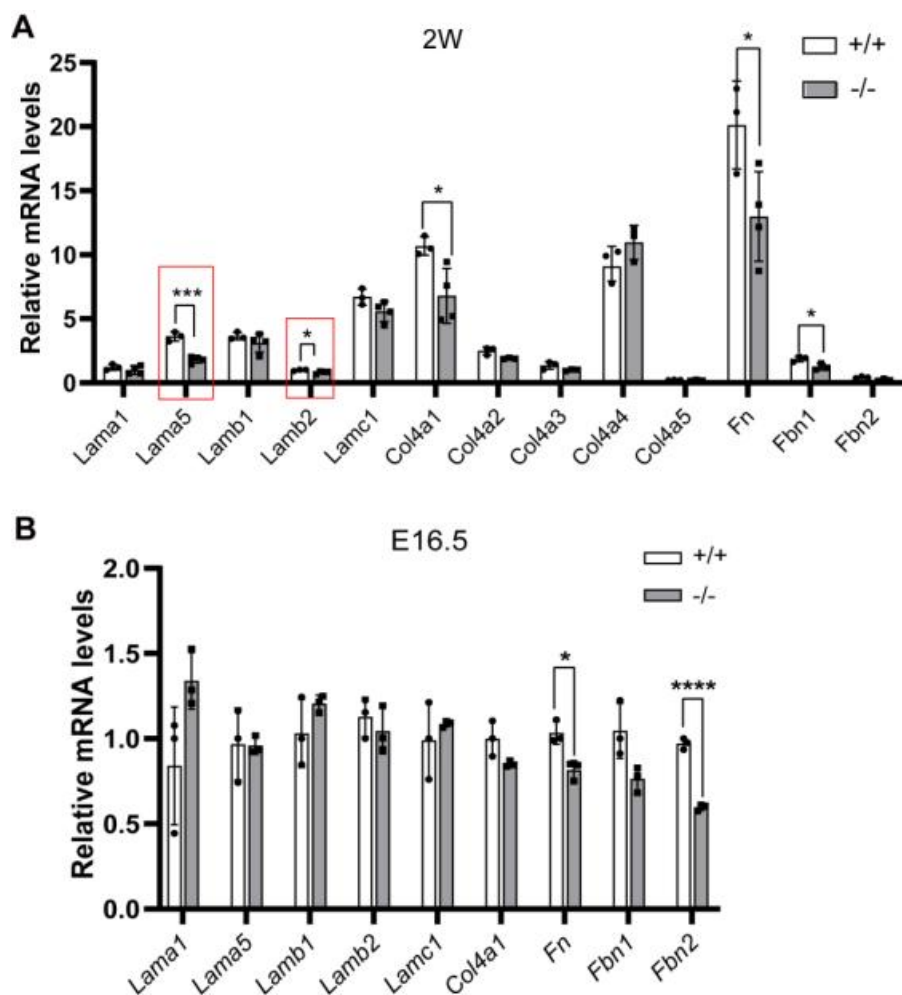 A
2W
+/+
-/-
Relative mRNA levels
25
20
15
10
5
0
***
*
*
*
*
Lama1
Lama5
Lamb1
Lamb2
Lamc1
Col4a1
Col4a2
Col4a3
Col4a4
Col4a5
Fn
Fbn1
Fbn2
B
E16.5
+/+
-/-
Relative mRNA levels
2.0
1.5
1.0
0.5
0.0
*
****
Lama1
Lama5
Lamb1
Lamb2
Lamc1
Col4a1
Fn
Fbn1
Fbn2